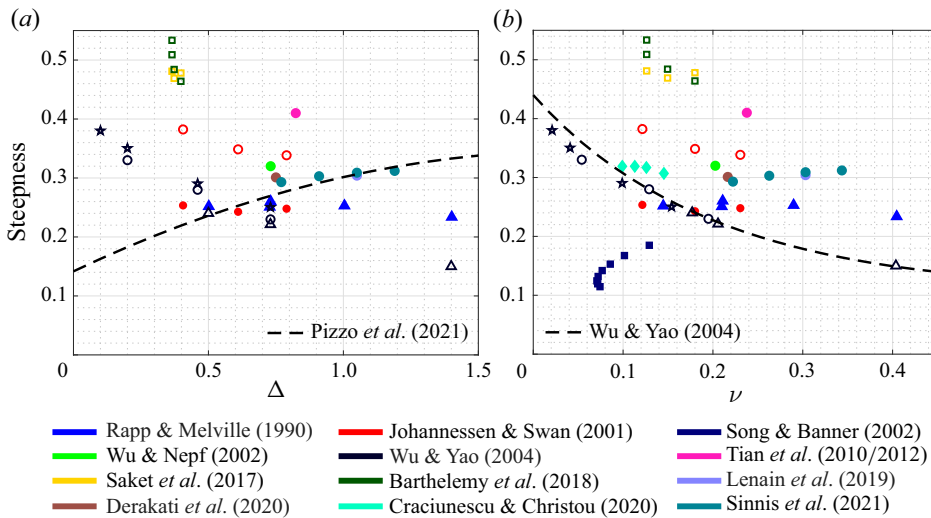 (a)
(b)
Steepness
0.5
0.4
0.3
0.2
0.1
0
0.5
1.0
1.5
Δ
Pizzo et al. (2021)
0.5
0.4
0.3
0.2
0.1
0
0.1
0.2
0.3
0.4
ν
Wu & Yao (2004)
Rapp & Melville (1990)
Johannessen & Swan (2001)
Song & Banner (2002)
Wu & Nepf (2002)
Wu & Yao (2004)
Tian et al. (2010/2012)
Saket et al. (2017)
Barthelemy et al. (2018)
Lenain et al. (2019)
Derakati et al. (2020)
Craciunescu & Christou (2020)
Sinnis et al. (2021)